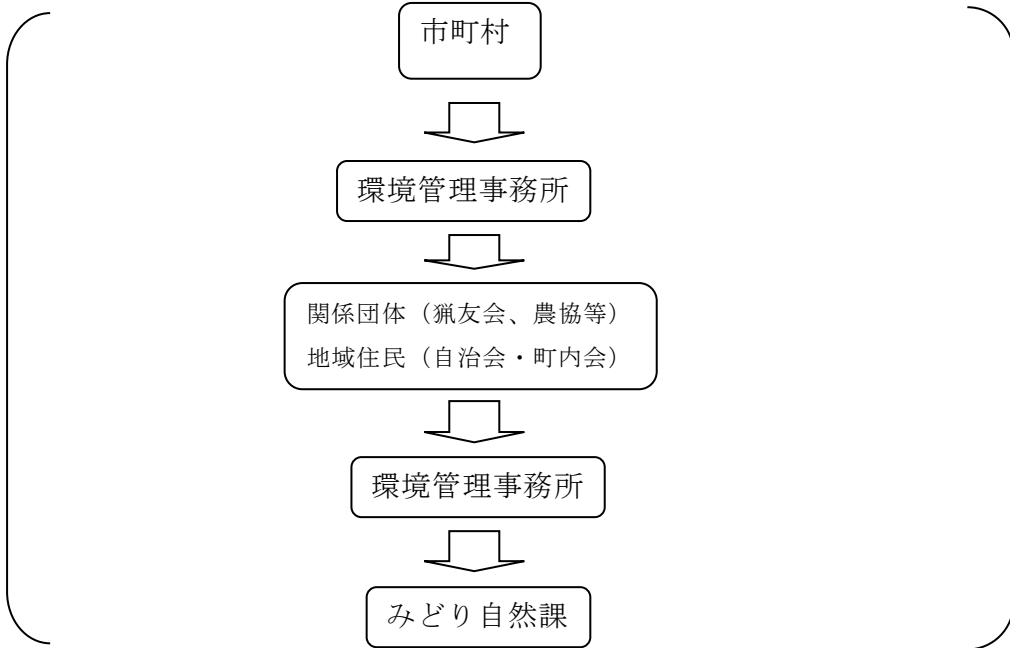 市町村
環境管理事務所
関係団体（猟友会、農協等）
地域住民（自治会・町内会）
環境管理事務所
みどり自然課